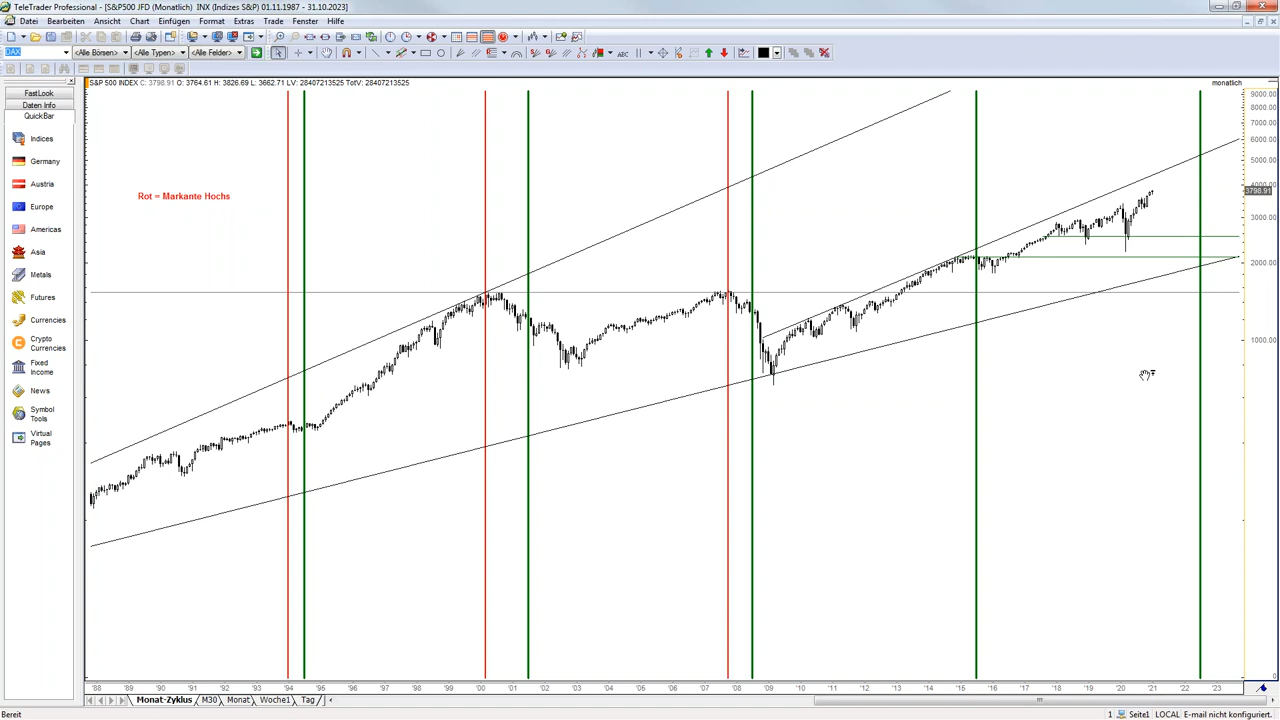 TeleTrader Professional - [S&P500 JFD (Monatlich) INX (Indizes S&P) 01.11.1987 - 31.10.2023]
Datei Bearbeiten Ansicht Chart Einfügen Format Extras Trade Fenster Hilfe
DAX <Alle Börsen> <Alle Typen> <Alle Felder>
ABC
FastLook
Daten Info
QuickBar
Indices
Germany
Austria
Europe
Americas
Asia
Metals
Futures
Currencies
Crypto
Currencies
Fixed
Income
News
Symbol
Tools
Virtual
Pages
S&P 500 INDEX C: 3798.91 O: 3764.61 H: 3826.69 L: 3662.71 LV: 28407213525 TotV: 28407213525
monatlich
Rot = Markante Hochs
9000.00
8000.00
7000.00
6000.00
5000.00
4000.00
3798.91
3000.00
2000.00
1000.00
'88 '89 '90 '91 '92 '93 '94 '95 '96 '97 '98 '99 '00 '01 '02 '03 '04 '05 '06 '07 '08 '09 '10 '11 '12 '13 '14 '15 '16 '17 '18 '19 '20 '21 '22 '23
Monat-Zyklus M30 Monat Woche1 Tag
Bereit
1 Seite1 LOCAL E-mail nicht konfiguriert.